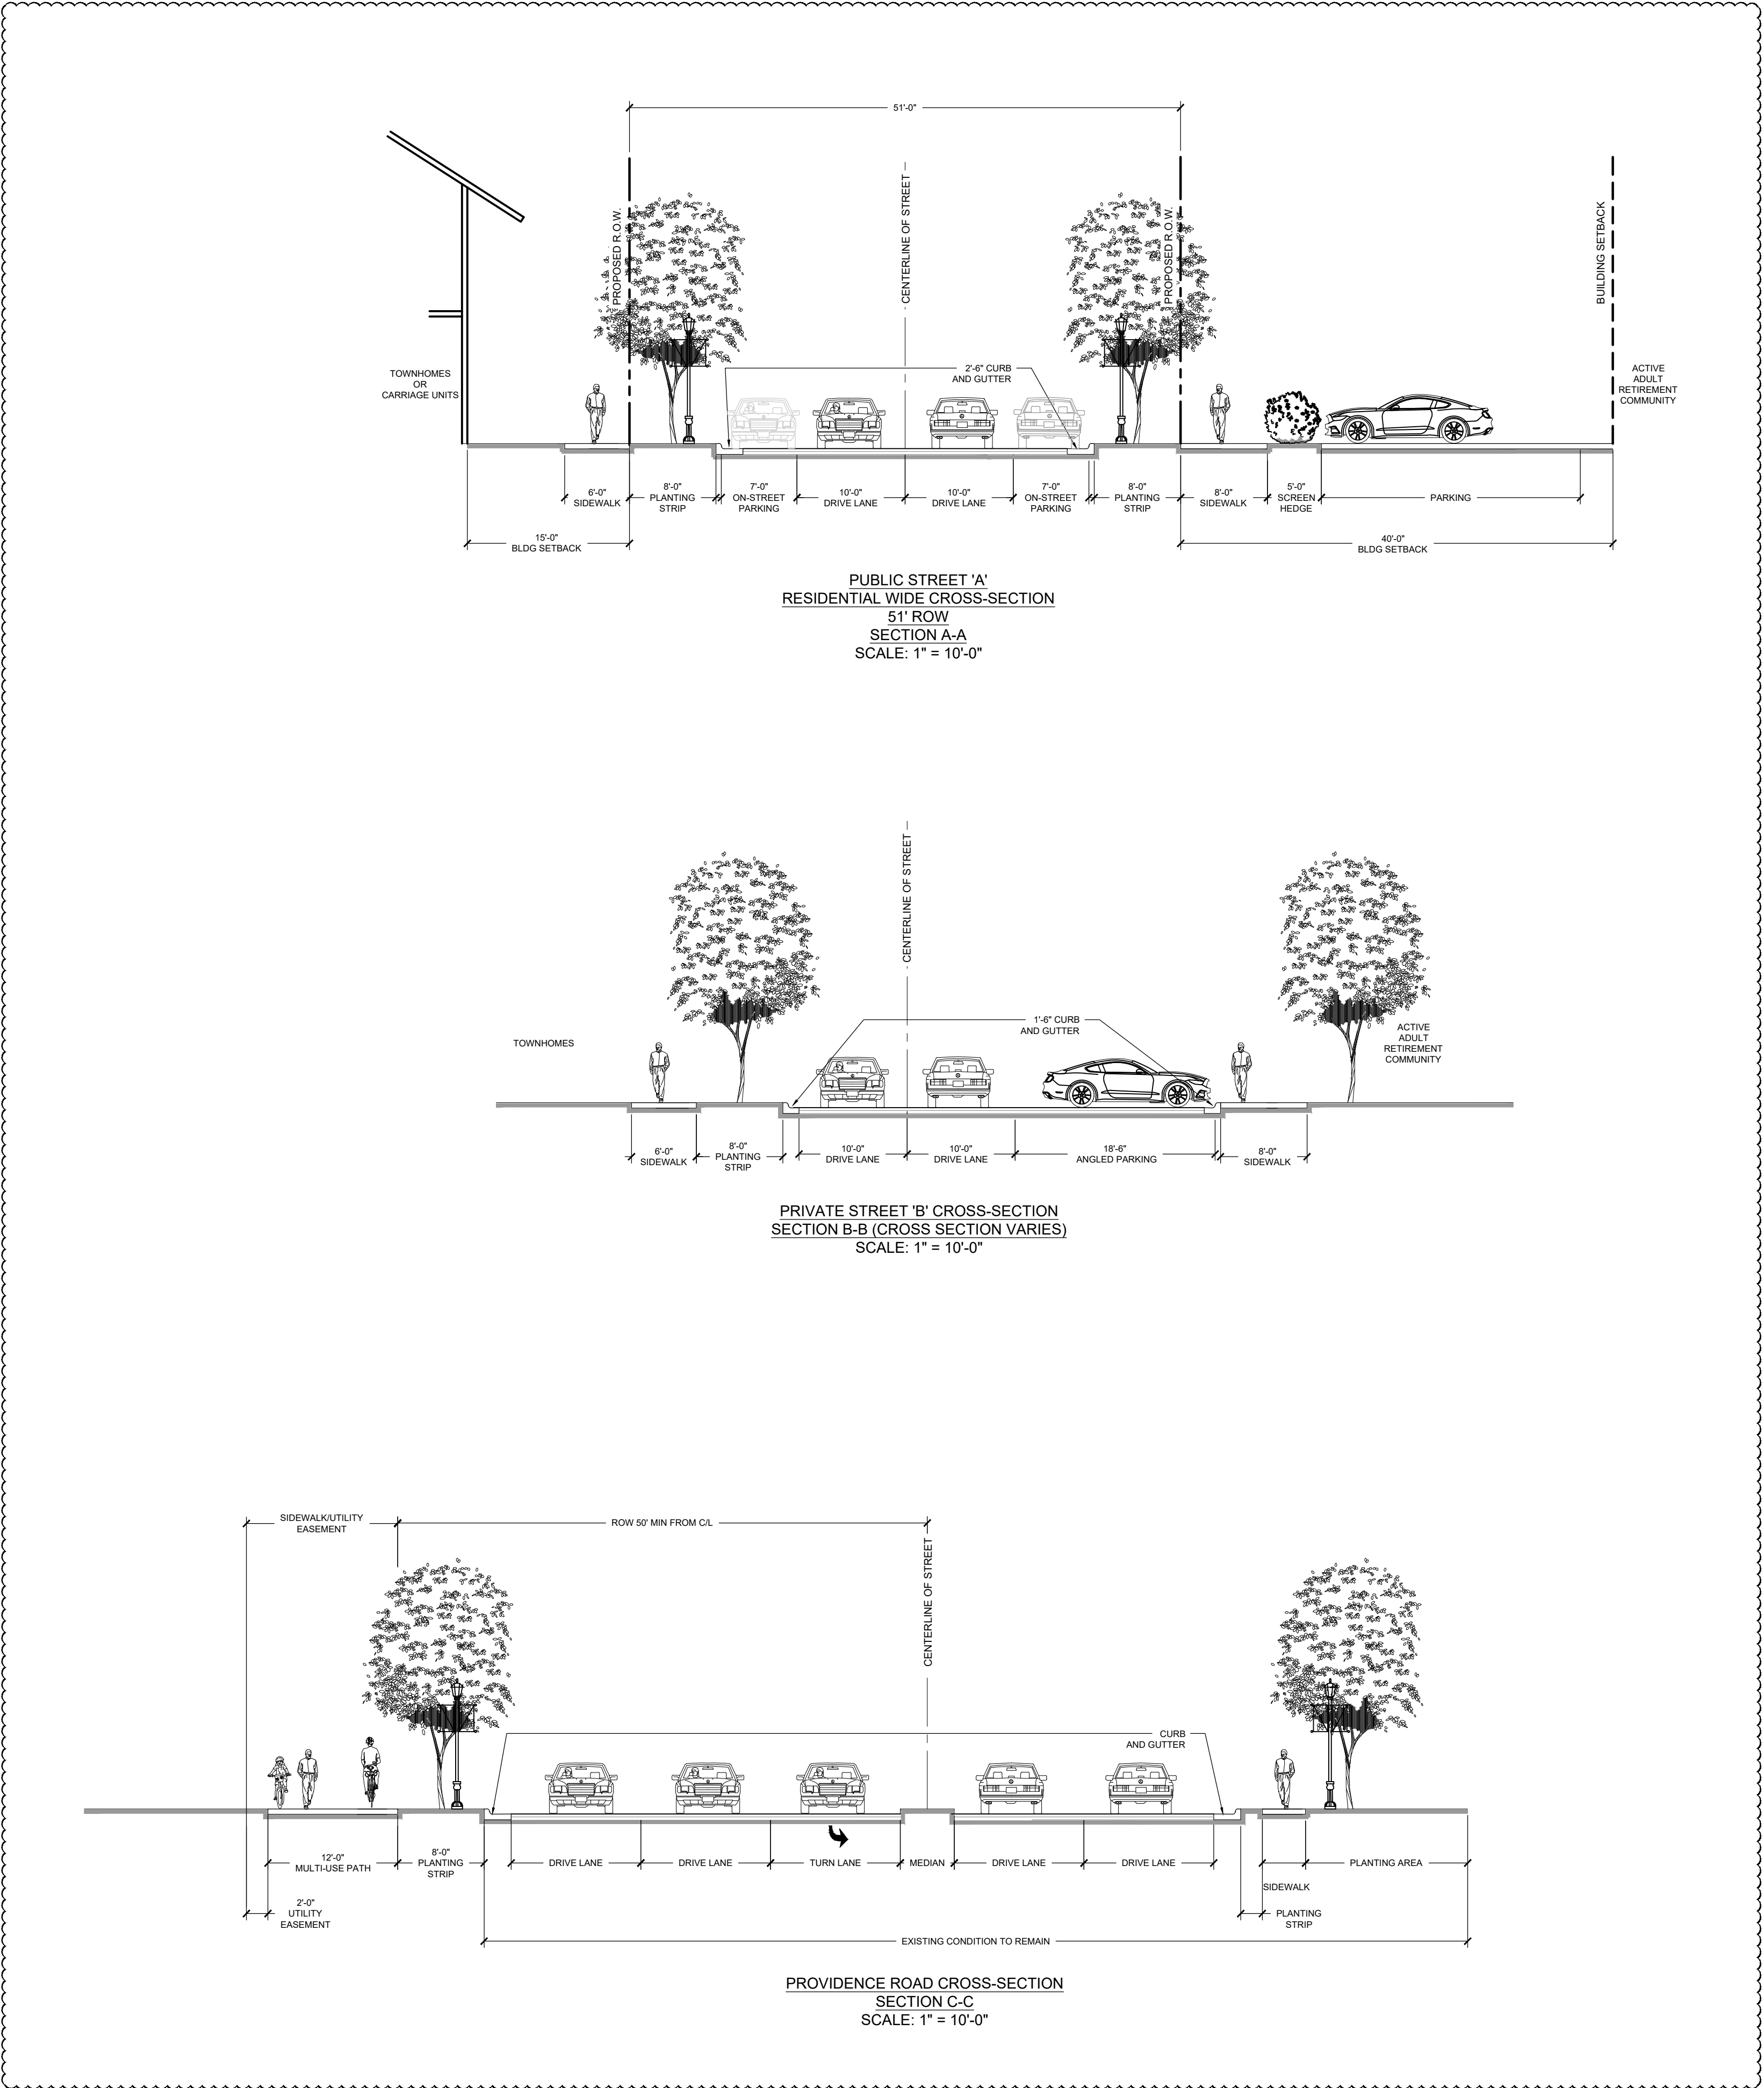 51'-0"
PROPOSED R.O.W.
CENTERLINE OF STREET
PROPOSED R.O.W.
BUILDING SETBACK
TOWNHOMES
OR
CARRIAGE UNITS
2'-6" CURB
AND GUTTER
ACTIVE
ADULT
RETIREMENT
COMMUNITY
6'-0"
SIDEWALK
8'-0"
PLANTING
STRIP
7'-0"
ON-STREET
PARKING
10'-0"
DRIVE LANE
10'-0"
DRIVE LANE
7'-0"
ON-STREET
PARKING
8'-0"
PLANTING
STRIP
8'-0"
SIDEWALK
5'-0"
SCREEN
HEDGE
PARKING
15'-0"
BLDG SETBACK
40'-0"
BLDG SETBACK
PUBLIC STREET 'A'
RESIDENTIAL WIDE CROSS-SECTION
51' ROW
SECTION A-A
SCALE: 1" = 10'-0"
CENTERLINE OF STREET
TOWNHOMES
1'-6" CURB
AND GUTTER
ACTIVE
ADULT
RETIREMENT
COMMUNITY
6'-0"
SIDEWALK
8'-0"
PLANTING
STRIP
10'-0"
DRIVE LANE
10'-0"
DRIVE LANE
18'-6"
ANGLED PARKING
8'-0"
SIDEWALK
PRIVATE STREET 'B' CROSS-SECTION
SECTION B-B (CROSS SECTION VARIES)
SCALE: 1" = 10'-0"
SIDEWALK/UTILITY
EASEMENT
ROW 50' MIN FROM C/L
CENTERLINE OF STREET
CURB
AND GUTTER
12'-0"
MULTI-USE PATH
8'-0"
PLANTING
STRIP
DRIVE LANE
DRIVE LANE
TURN LANE
MEDIAN
DRIVE LANE
DRIVE LANE
PLANTING AREA
SIDEWALK
2'-0"
UTILITY
EASEMENT
PLANTING
STRIP
EXISTING CONDITION TO REMAIN
PROVIDENCE ROAD CROSS-SECTION
SECTION C-C
SCALE: 1" = 10'-0"